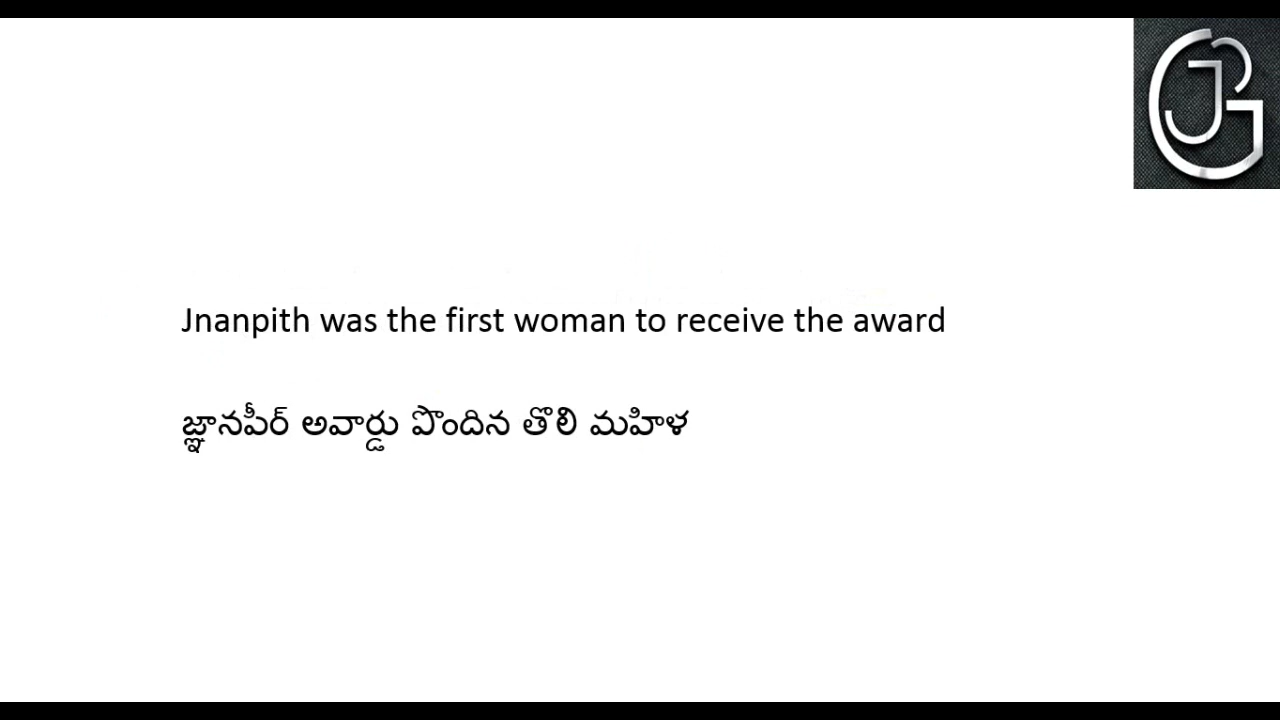 Jnanpith was the first woman to receive the award
జ్ఞానపీర్ అవార్డు పొందిన తొలి మహిళ